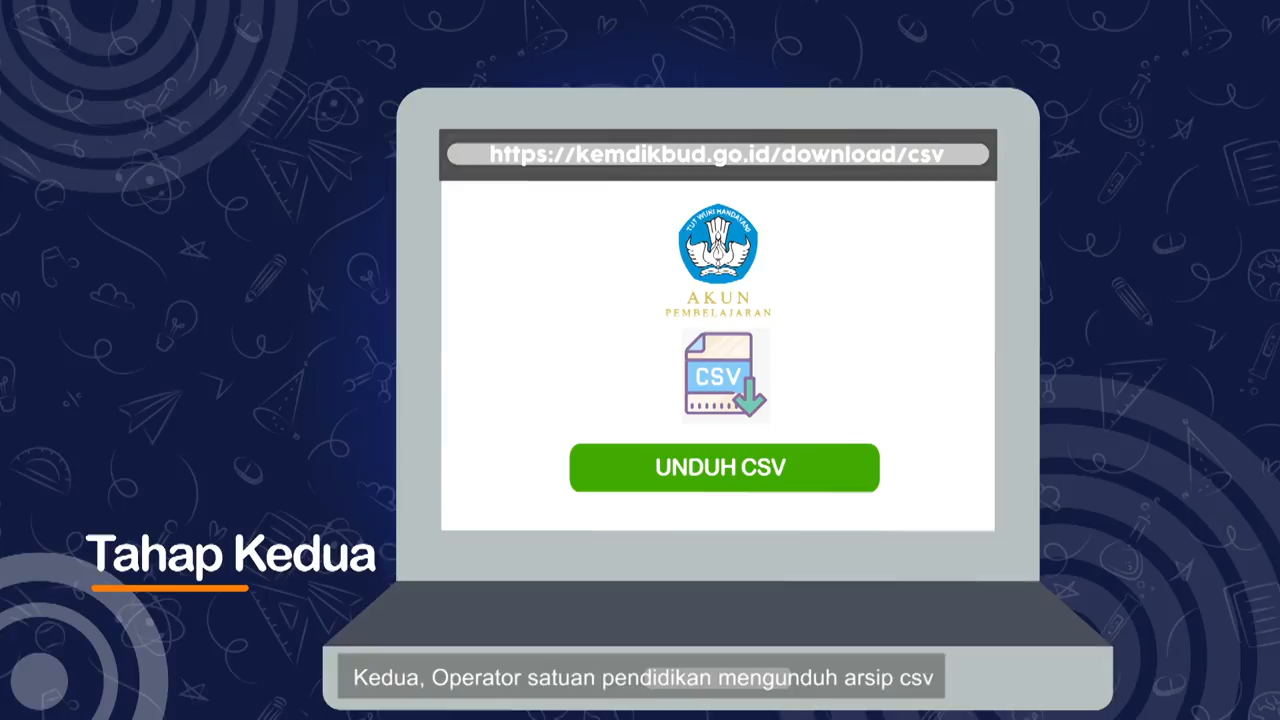 https://kemdikbud.go.id/download/csv
TUT WURI HANDAYANI
AKUN
PEMBELAJARAN
CSV
UNDUH CSV
Tahap Kedua
Kedua, Operator satuan pendidikan mengunduh arsip csv